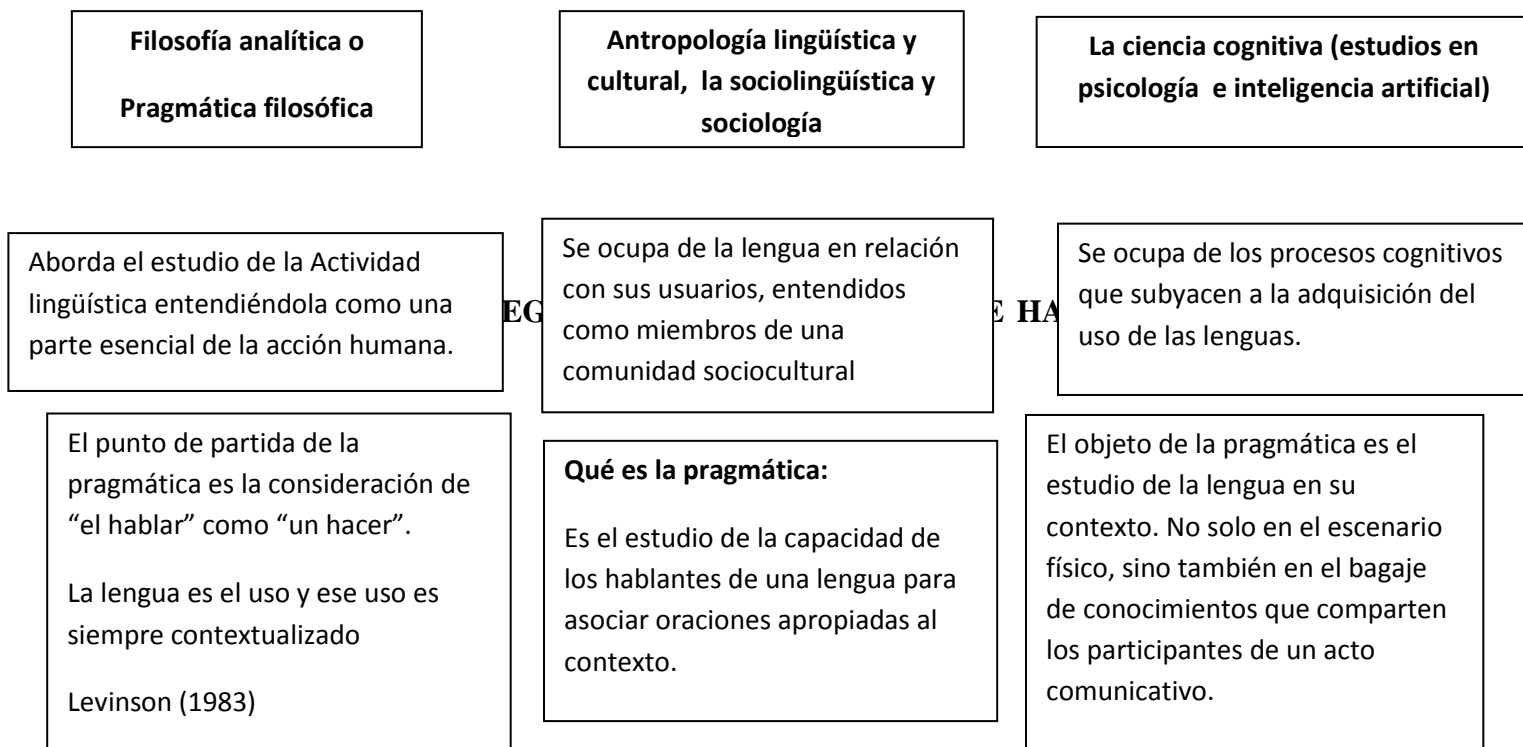 Filosofía analítica o
Pragmática filosófica
Antropología lingüística y
cultural, la sociolingüística y
sociología
La ciencia cognitiva (estudios en
psicología e inteligencia artificial)
Aborda el estudio de la Actividad
lingüística entendiéndola como una
parte esencial de la acción humana.
EG
Se ocupa de la lengua en relación
con sus usuarios, entendidos
como miembros de una
comunidad sociocultural
HA
Se ocupa de los procesos cognitivos
que subyacen a la adquisición del
uso de las lenguas.
El punto de partida de la
pragmática es la consideración de
“el hablar” como “un hacer”.
La lengua es el uso y ese uso es
siempre contextualizado
Levinson (1983)
Qué es la pragmática:
Es el estudio de la capacidad de
los hablantes de una lengua para
asociar oraciones apropiadas al
contexto.
El objeto de la pragmática es el
estudio de la lengua en su
contexto. No solo en el escenario
físico, sino también en el bagaje
de conocimientos que comparten
los participantes de un acto
comunicativo.